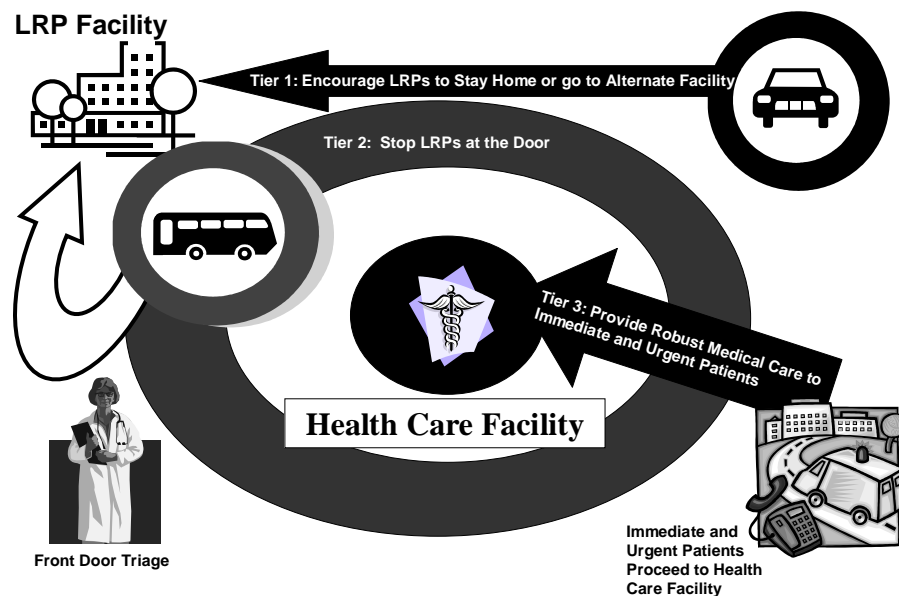 LRP Facility
Tier 1: Encourage LRPs to Stay Home or go to Alternate Facility
Tier 2:  Stop LRPs at the Door
Tier 3: Provide Robust Medical Care to
Immediate and Urgent Patients
Health Care Facility
Front Door Triage
Immediate and
Urgent Patients
Proceed to Health
Care Facility